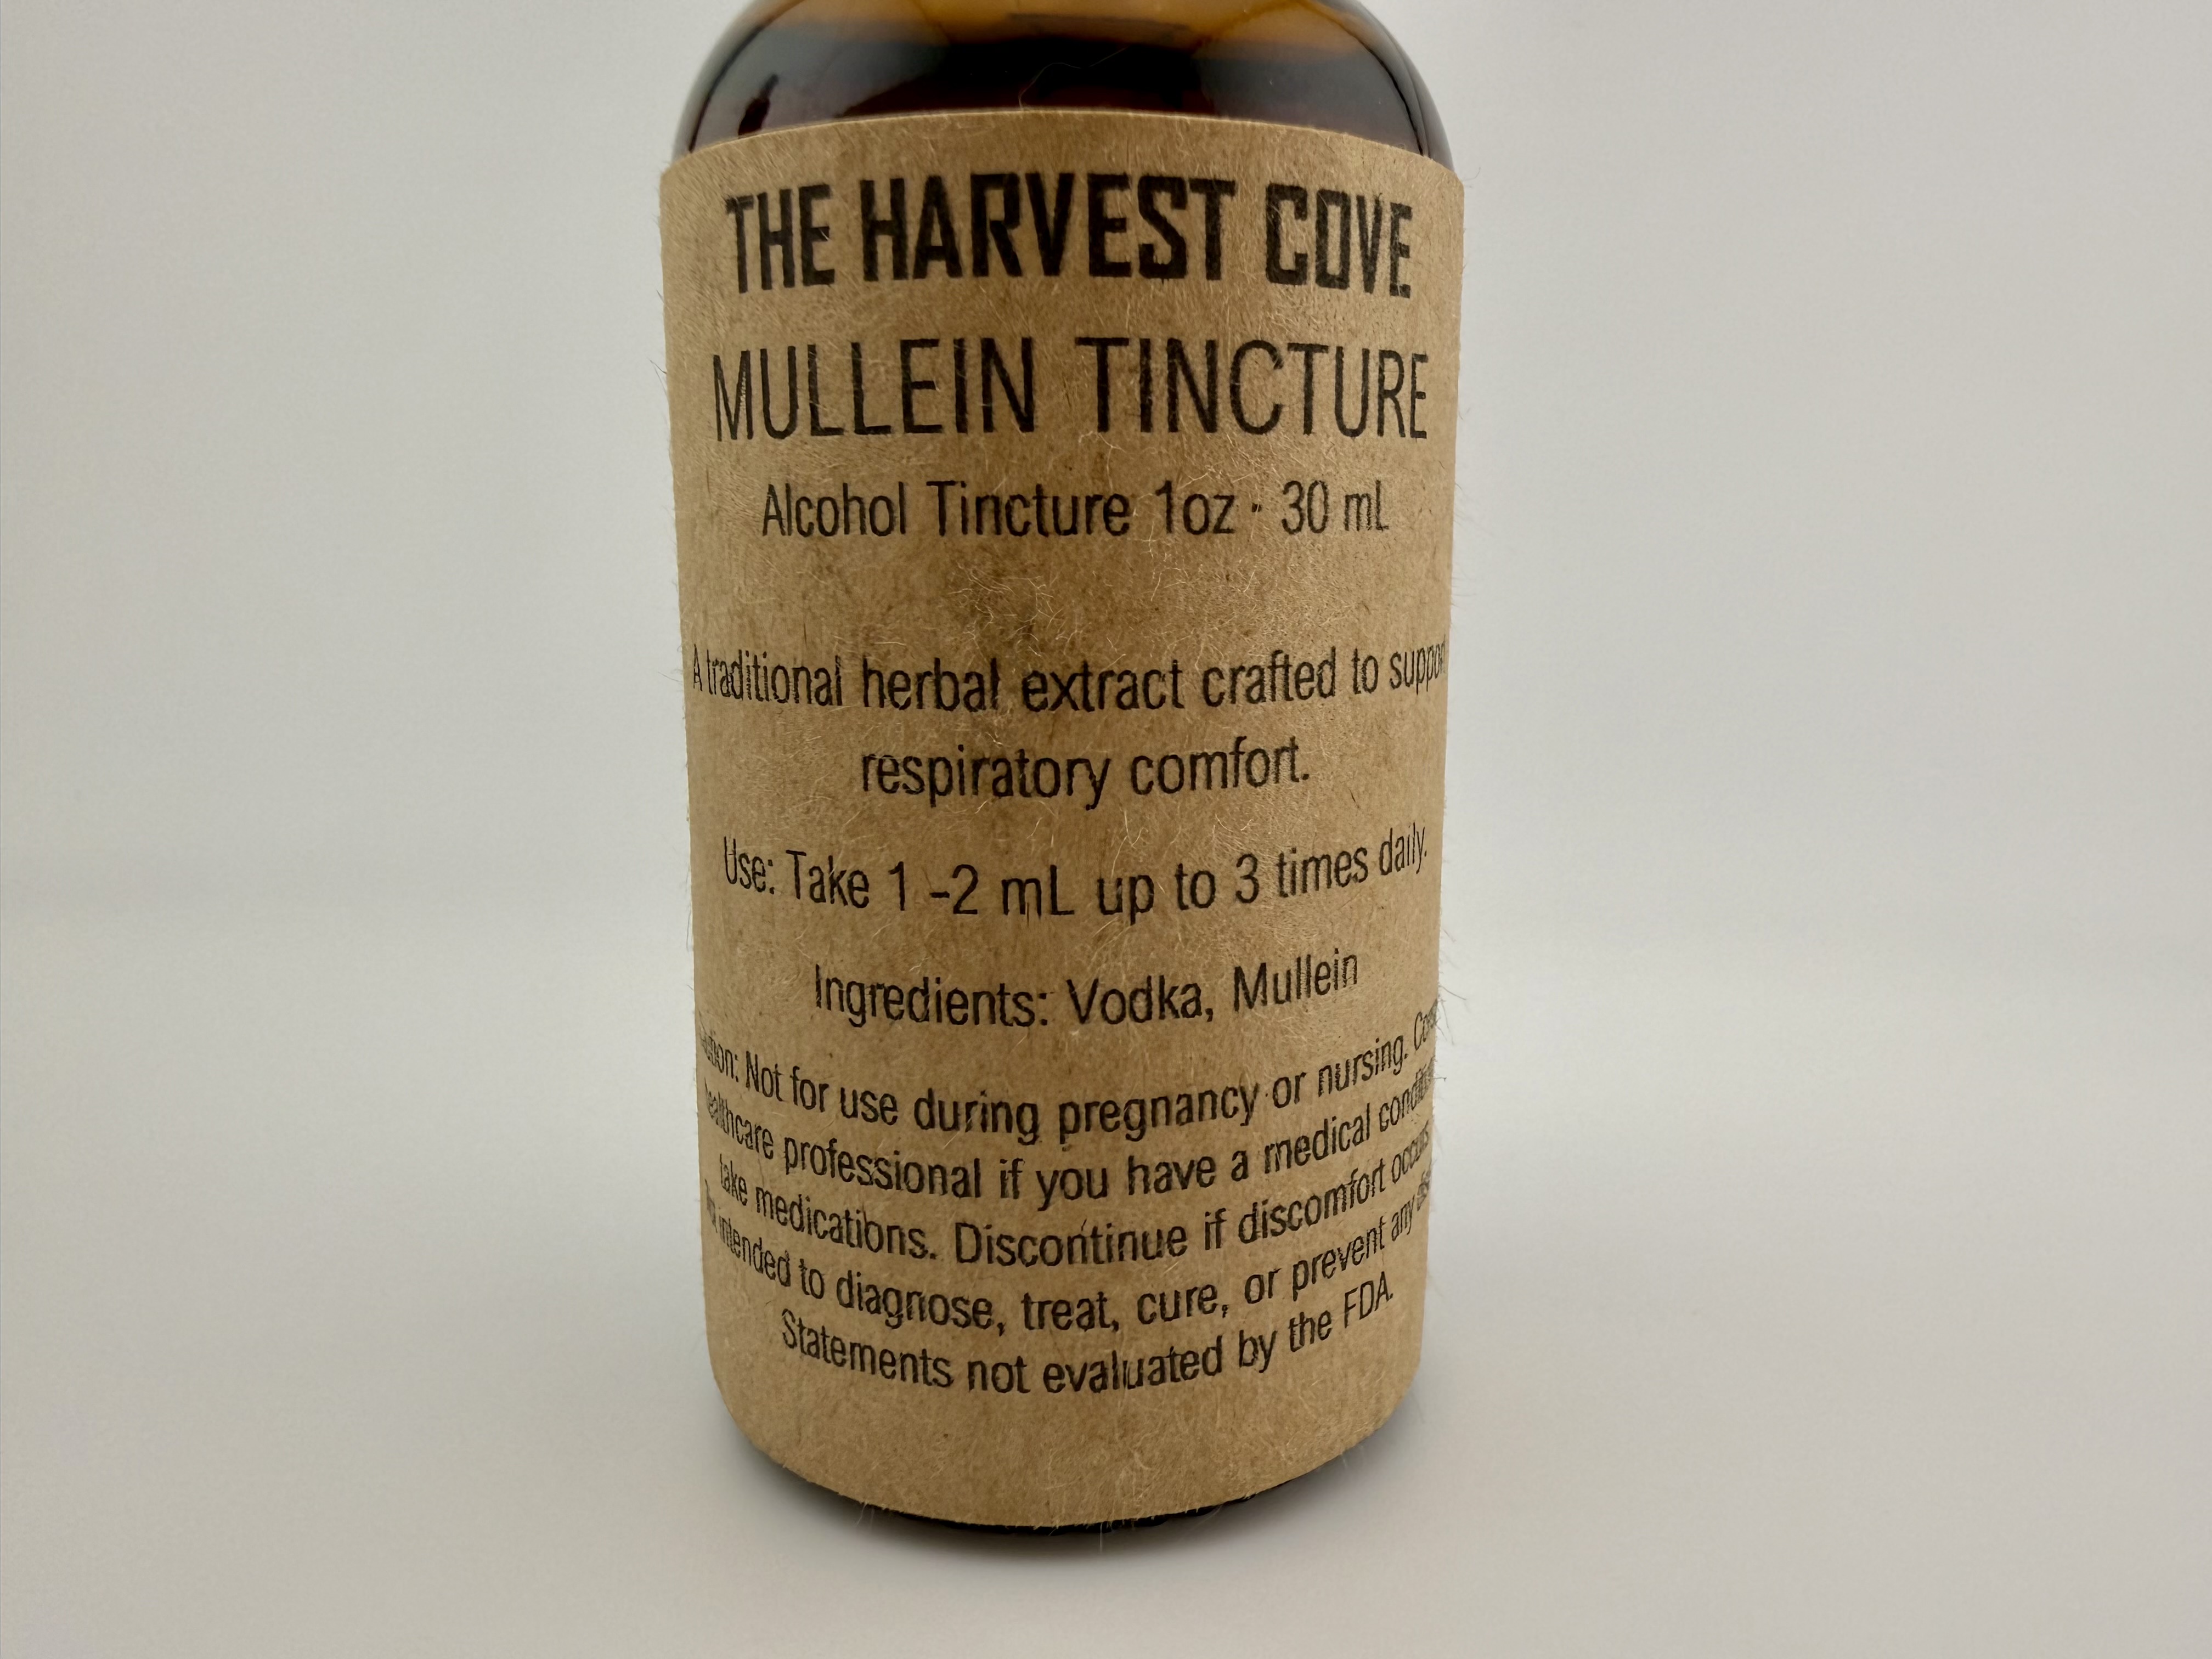 THE HARVEST COVE
MULLEIN TINCTURE
Alcohol Tincture 1oz · 30 mL
A traditional herbal extract crafted to support
respiratory comfort.
Use: Take 1 -2 mL up to 3 times daily.
Ingredients: Vodka, Mullein
Not for use during pregnancy or nursing.
healthcare professional if you have a medical
take medications. Discontinue if discomfort occurs
intended to diagnose, treat, cure, or prevent any
Statements not evaluated by the FDA.